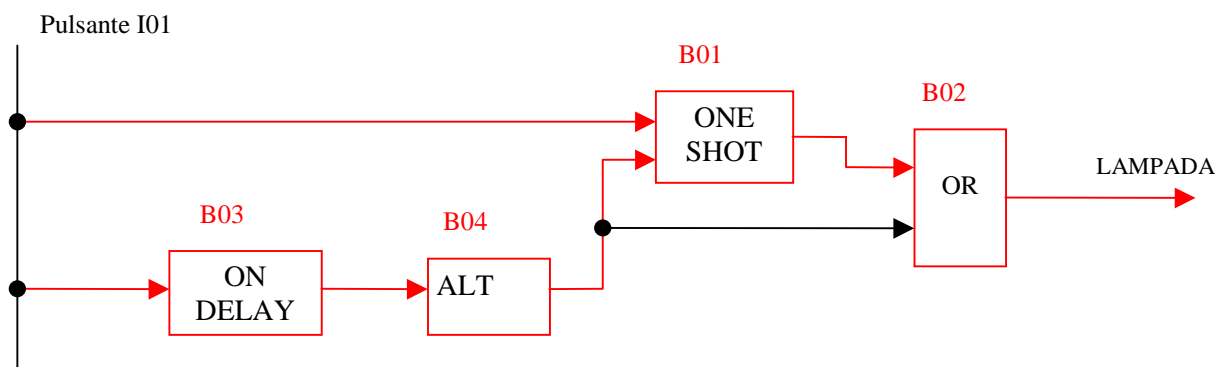 Pulsante I01
B01
ONE
SHOT
B02
OR
LAMPADA
B03
ON
DELAY
B04
ALT